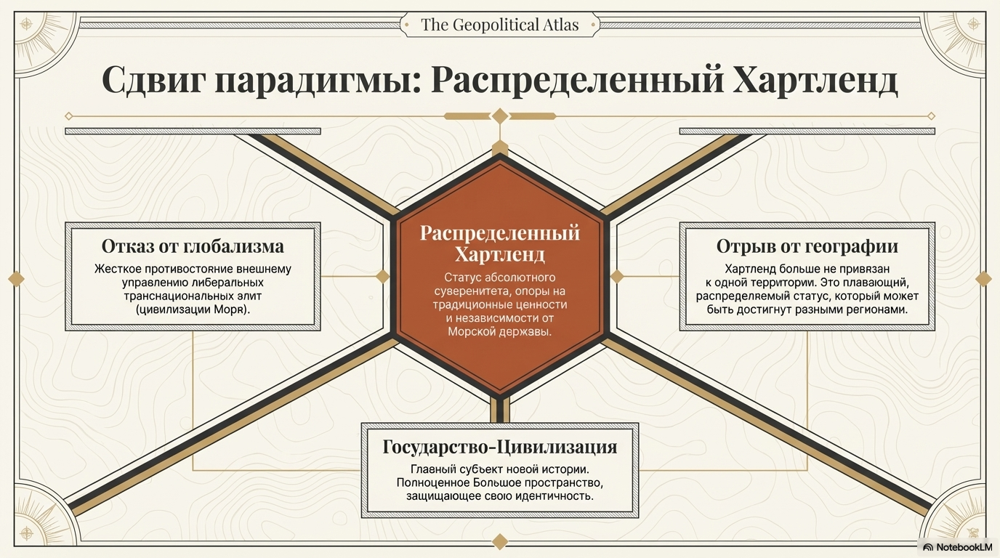 The Geopolitical Atlas
Сдвиг парадигмы: Распределенный Хартленд
Отказ от глобализма
Жесткое противостояние внешнему
управлению либеральных
транснациональных элит
(цивилизации Моря).
Распределенный
Хартленд
Статус абсолютного
суверенитета, опоры на
традиционные ценности
и независимости от
Морской державы.
Отрыв от географии
Хартленд больше не привязан
к одной территории. Это плавающий,
распределяемый статус, который может
быть достигнут разными регионами.
Государство-Цивилизация
Главный субъект новой истории.
Полноценное Большое пространство,
защищающее свою идентичность.
NotebookLM